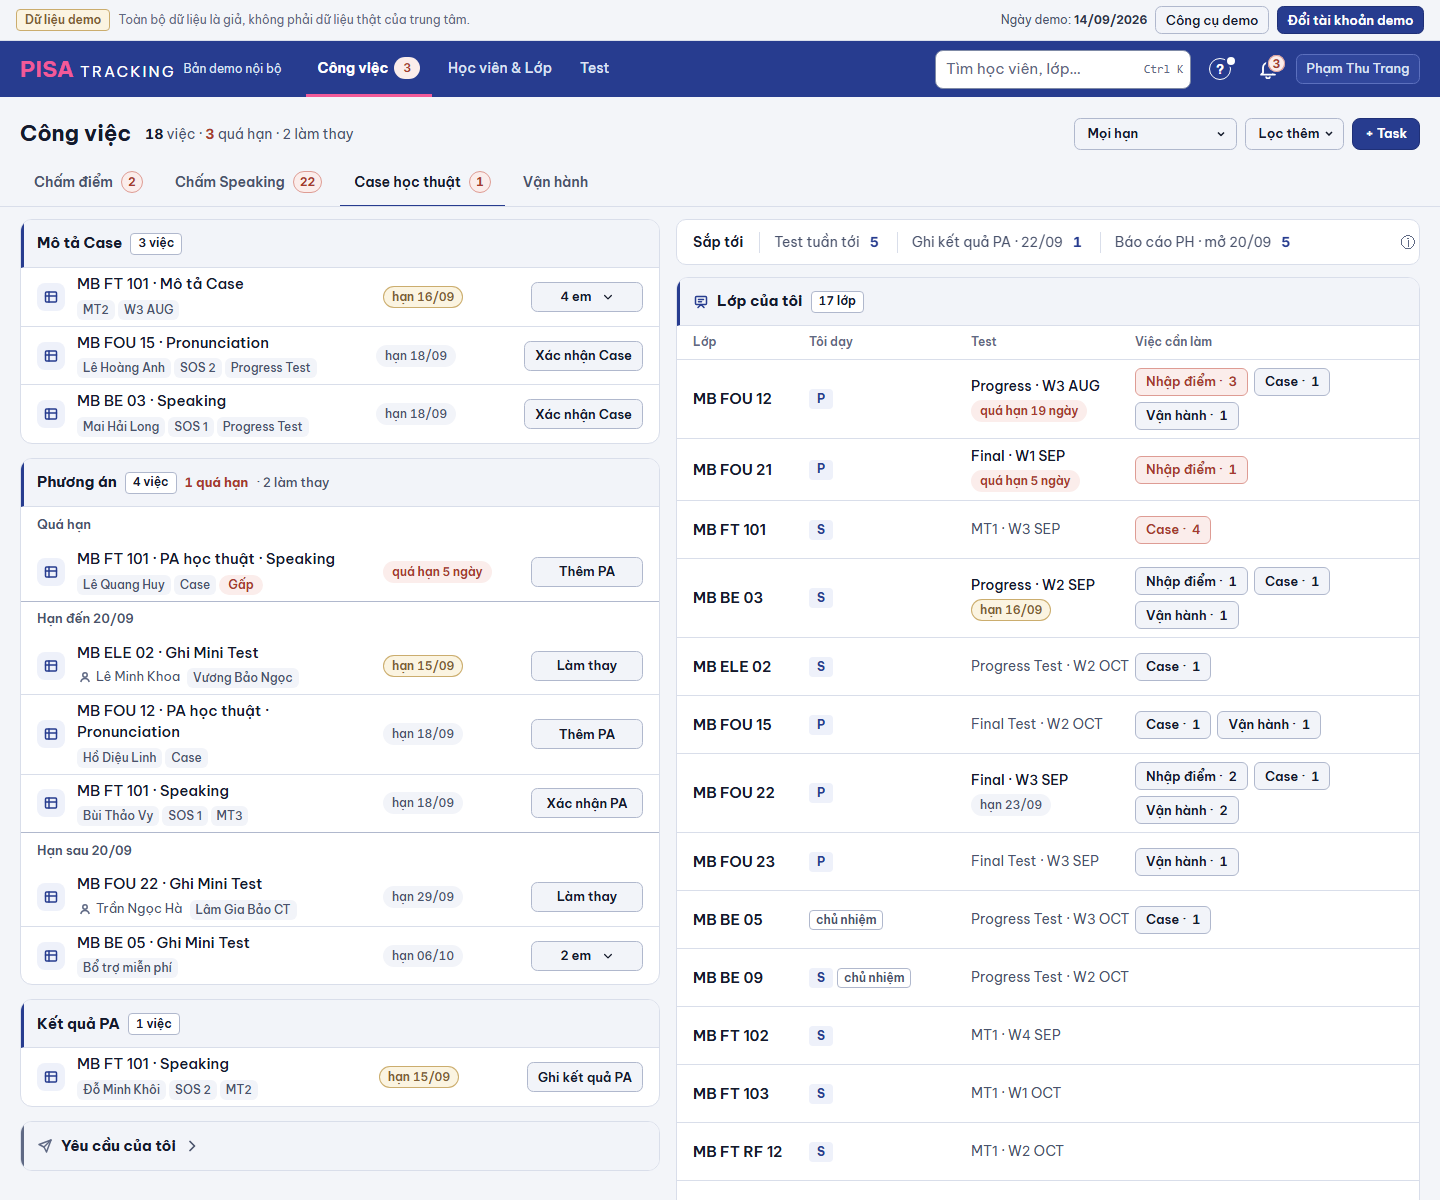 Dữ liệu demo Toàn bộ dữ liệu là giả, không phải dữ liệu thật của trung tâm. Ngày demo: 14/09/2026 Công cụ demo Đổi tài khoản demo
PISA TRACKING Bản demo nội bộ Công việc 3 Học viên & Lớp Test Tìm học viên, lớp... Ctrl K ? 3 Phạm Thu Trang
Công việc 18 việc · 3 quá hạn · 2 làm thay Mọi hạn Lọc thêm + Task
Chấm điểm 2 Chấm Speaking 22 Case học thuật 1 Vận hành
Mô tả Case 3 việc
MB FT 101 · Mô tả Case
MT2 W3 AUG
hạn 16/09 4 em
MB FOU 15 · Pronunciation
Lê Hoàng Anh SOS 2 Progress Test
hạn 18/09 Xác nhận Case
MB BE 03 · Speaking
Mai Hải Long SOS 1 Progress Test
hạn 18/09 Xác nhận Case
Phương án 4 việc 1 quá hạn · 2 làm thay
Quá hạn
MB FT 101 · PA học thuật · Speaking
Lê Quang Huy Case Gấp
quá hạn 5 ngày Thêm PA
Hạn đến 20/09
MB ELE 02 · Ghi Mini Test
Lê Minh Khoa Vương Bảo Ngọc
hạn 15/09 Làm thay
MB FOU 12 · PA học thuật ·
Pronunciation
Hồ Diệu Linh Case
hạn 18/09 Thêm PA
MB FT 101 · Speaking
Bùi Thảo Vy SOS 1 MT3
hạn 18/09 Xác nhận PA
Hạn sau 20/09
MB FOU 22 · Ghi Mini Test
Trần Ngọc Hà Lâm Gia Bảo CT
hạn 29/09 Làm thay
MB BE 05 · Ghi Mini Test
Bổ trợ miễn phí
hạn 06/10 2 em
Kết quả PA 1 việc
MB FT 101 · Speaking
Đỗ Minh Khôi SOS 2 MT2
hạn 15/09 Ghi kết quả PA
Yêu cầu của tôi
Sắp tới Test tuần tới 5 Ghi kết quả PA · 22/09 1 Báo cáo PH · mở 20/09 5
Lớp của tôi 17 lớp
Lớp Tôi dạy Test Việc cần làm
MB FOU 12 P Progress · W3 AUG
quá hạn 19 ngày
Nhập điểm · 3 Case · 1
Vận hành · 1
MB FOU 21 P Final · W1 SEP
quá hạn 5 ngày
Nhập điểm · 1
MB FT 101 S MT1 · W3 SEP Case · 4
MB BE 03 S Progress · W2 SEP
hạn 16/09
Nhập điểm · 1 Case · 1
Vận hành · 1
MB ELE 02 S Progress Test · W2 OCT Case · 1
MB FOU 15 P Final Test · W2 OCT Case · 1 Vận hành · 1
MB FOU 22 P Final · W3 SEP
hạn 23/09
Nhập điểm · 2 Case · 1
Vận hành · 2
MB FOU 23 P Final Test · W3 SEP Vận hành · 1
MB BE 05 chủ nhiệm Progress Test · W3 OCT Case · 1
MB BE 09 S chủ nhiệm Progress Test · W2 OCT
MB FT 102 S MT1 · W4 SEP
MB FT 103 S MT1 · W1 OCT
MB FT RF 12 S MT1 · W2 OCT